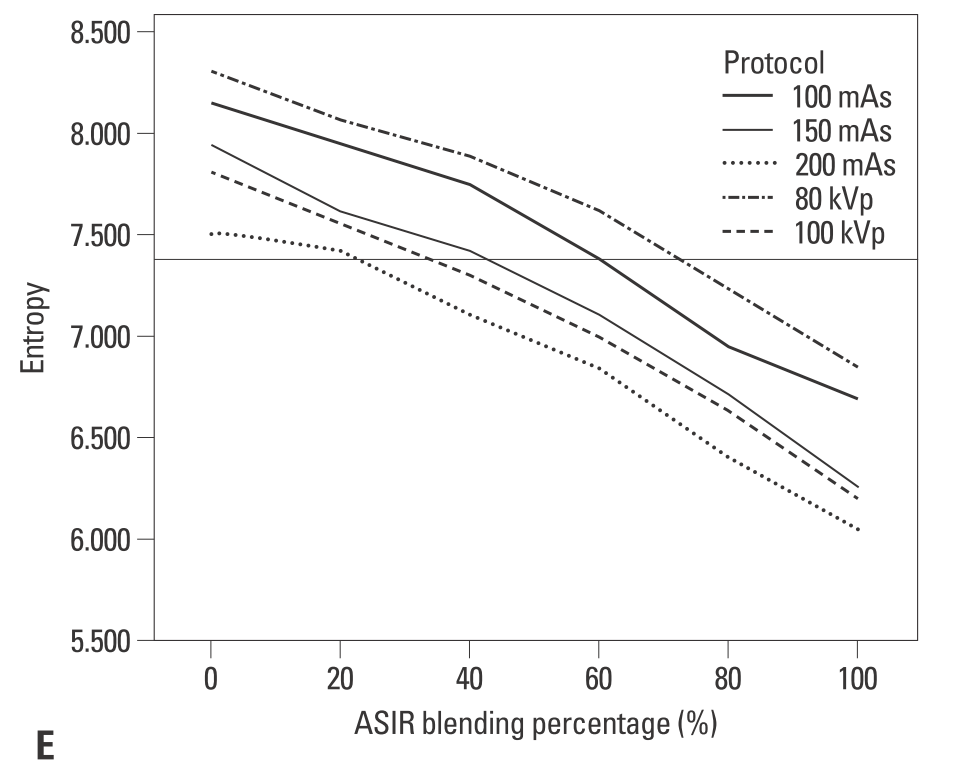 8.500
8.000
7.500
7.000
6.500
6.000
5.500
Entropy
Protocol
100 mAs
150 mAs
200 mAs
80 kVp
100 kVp
0 20 40 60 80 100
ASIR blending percentage (%)
E